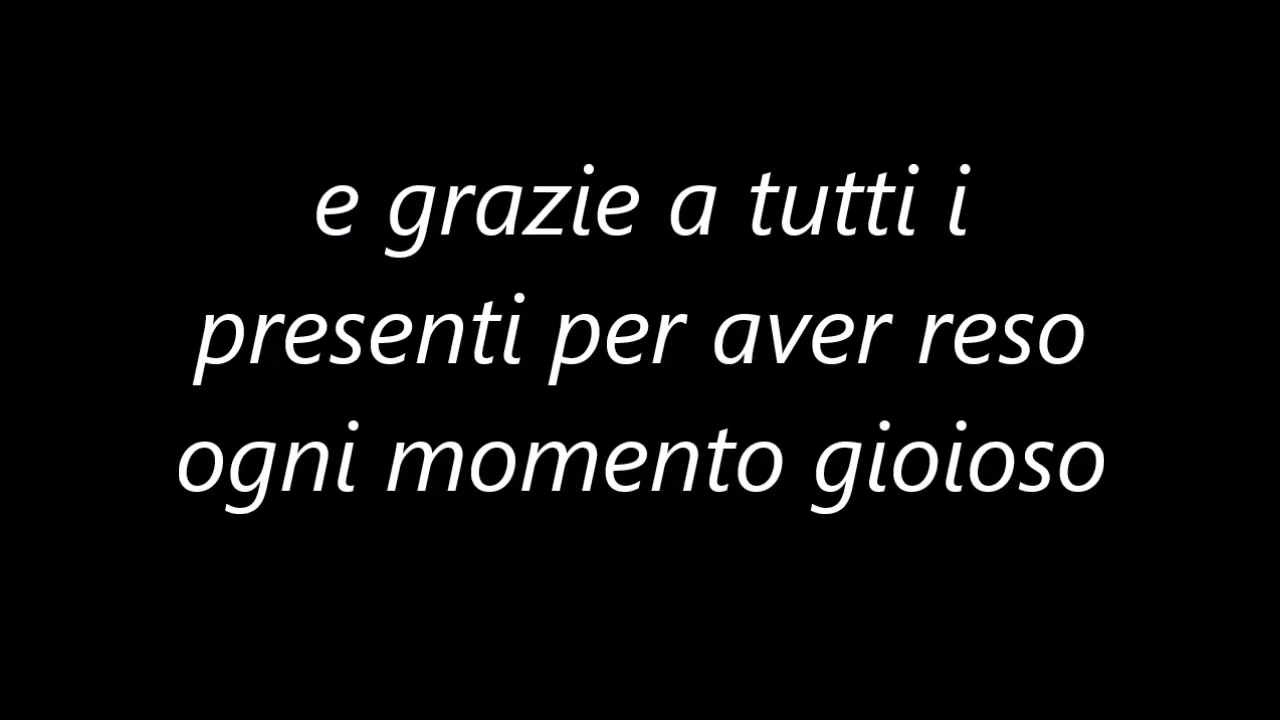 e grazie a tutti i
presenti per aver reso
ogni momento gioioso